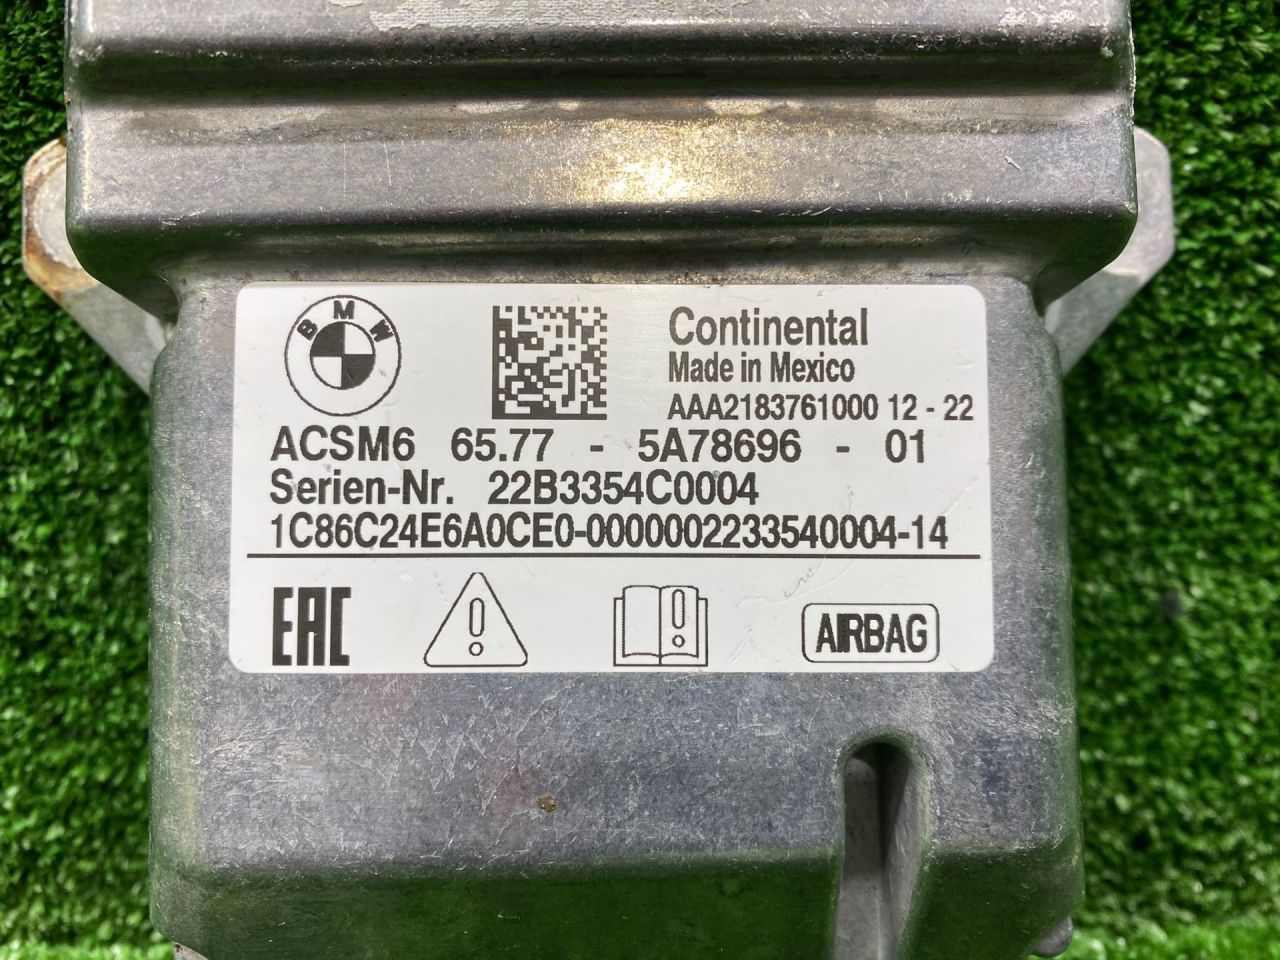 BMW
Continental
Made in Mexico
AAA2183761000 12 - 22
ACSM6 65.77 - 5A78696 - 01
Serien-Nr. 22B3354C0004
1C86C24E6A0CE0-0000002233540004-14
EAC
AIRBAG